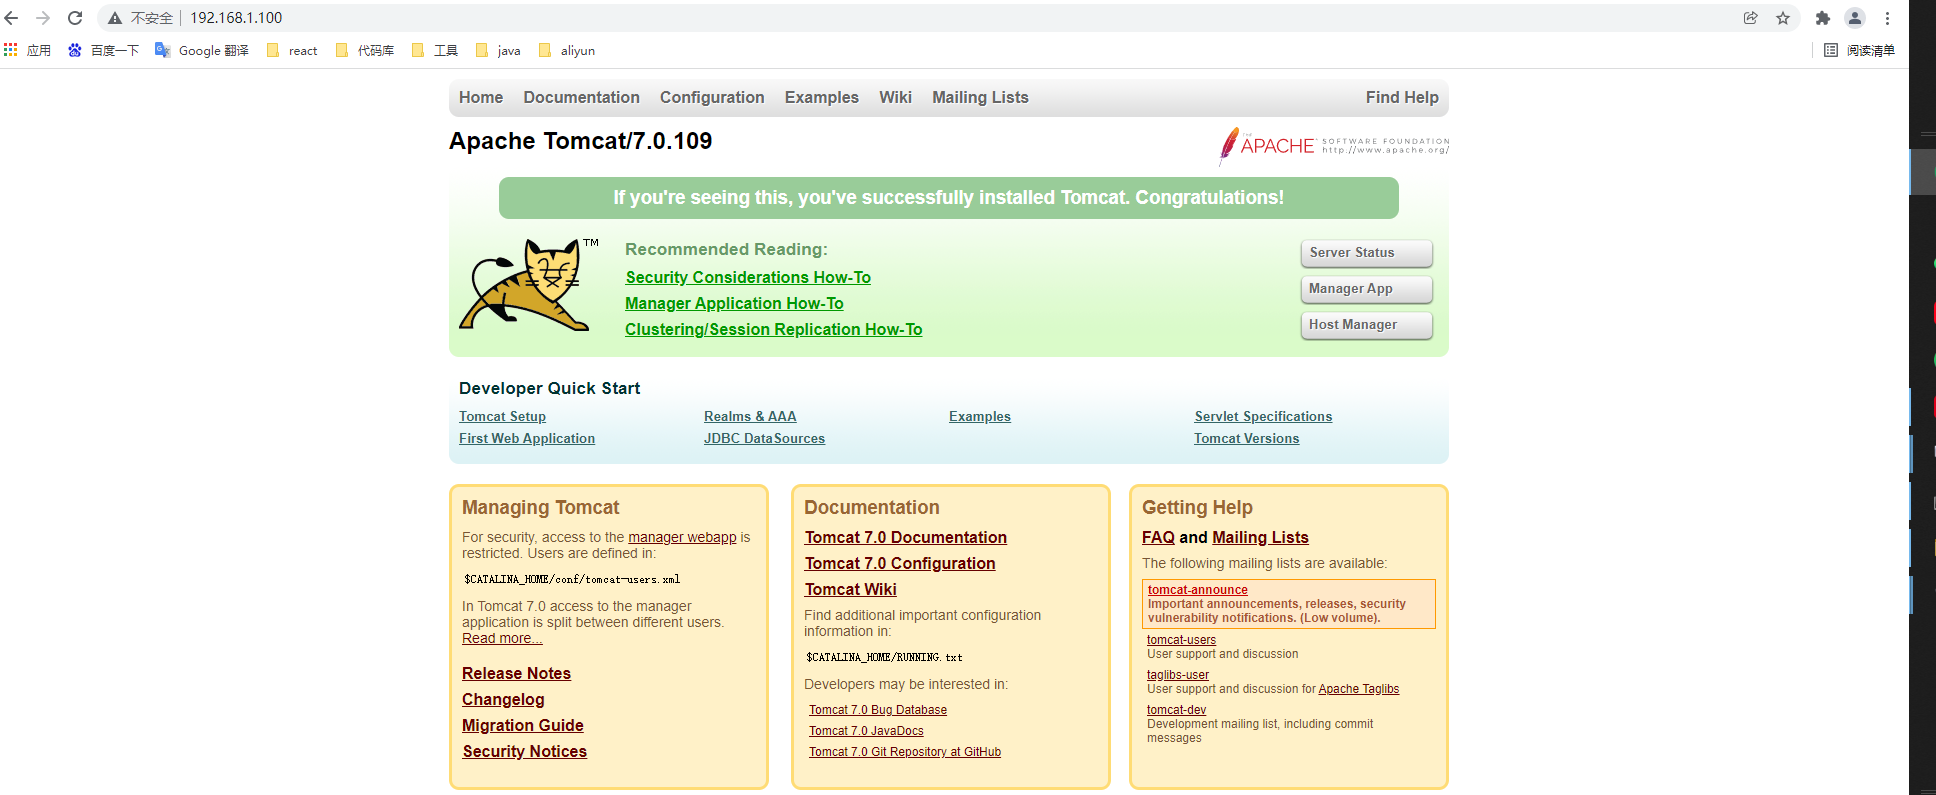 不安全 192.168.1.100
应用 百度一下 Google 翻译 react 代码库 工具 java aliyun 阅读清单
Home Documentation Configuration Examples Wiki Mailing Lists Find Help
Apache Tomcat/7.0.109
THE APACHE SOFTWARE FOUNDATION
http://www.apache.org/
If you're seeing this, you've successfully installed Tomcat. Congratulations!
TM
Recommended Reading:
Security Considerations How-To
Manager Application How-To
Clustering/Session Replication How-To
Server Status
Manager App
Host Manager
Developer Quick Start
Tomcat Setup
First Web Application
Realms & AAA
JDBC DataSources
Examples
Servlet Specifications
Tomcat Versions
Managing Tomcat
For security, access to the manager webapp is
restricted. Users are defined in:
$CATALINA_HOME/conf/tomcat-users.xml
In Tomcat 7.0 access to the manager
application is split between different users.
Read more...
Release Notes
Changelog
Migration Guide
Security Notices
Documentation
Tomcat 7.0 Documentation
Tomcat 7.0 Configuration
Tomcat Wiki
Find additional important configuration
information in:
$CATALINA_HOME/RUNNING.txt
Developers may be interested in:
Tomcat 7.0 Bug Database
Tomcat 7.0 JavaDocs
Tomcat 7.0 Git Repository at GitHub
Getting Help
FAQ and Mailing Lists
The following mailing lists are available:
tomcat-announce
Important announcements, releases, security
vulnerability notifications. (Low volume).
tomcat-users
User support and discussion
taglibs-user
User support and discussion for Apache Taglibs
tomcat-dev
Development mailing list, including commit
messages